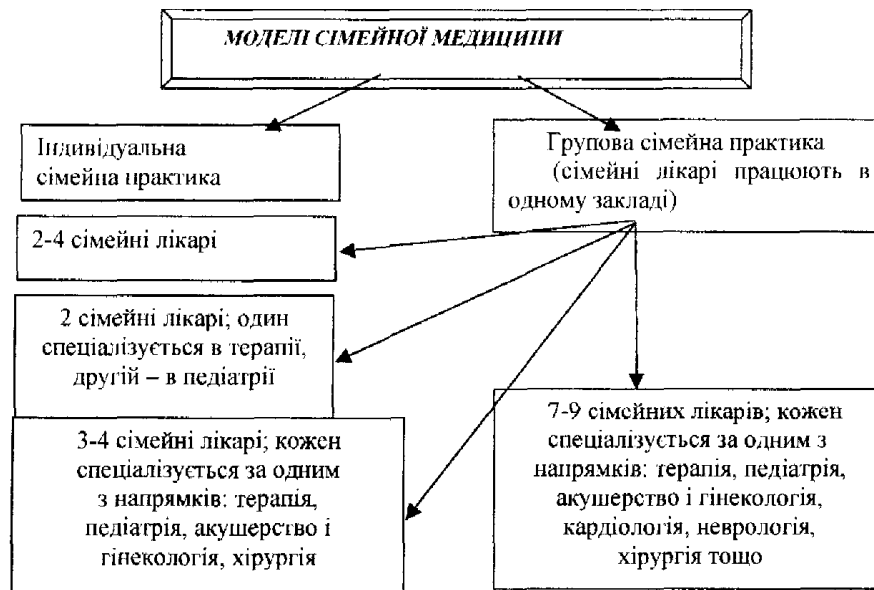 МОДЕЛІ СІМЕЙНОЇ МЕДИЦИНИ
Індивідуальна
сімейна практика
Групова сімейна практика
(сімейні лікарі працюють в
одному закладі)
2-4 сімейні лікарі
2 сімейні лікарі; один
спеціалізується в терапії,
другій – в педіатрії
3-4 сімейні лікарі; кожен
спеціалізується за одним
з напрямків: терапія,
педіатрія, акушерство і
гінекологія, хірургія
7-9 сімейних лікарів; кожен
спеціалізується за одним з
напрямків: терапія, педіатрія,
акушерство і гінекологія,
кардіологія, неврологія,
хірургія тощо